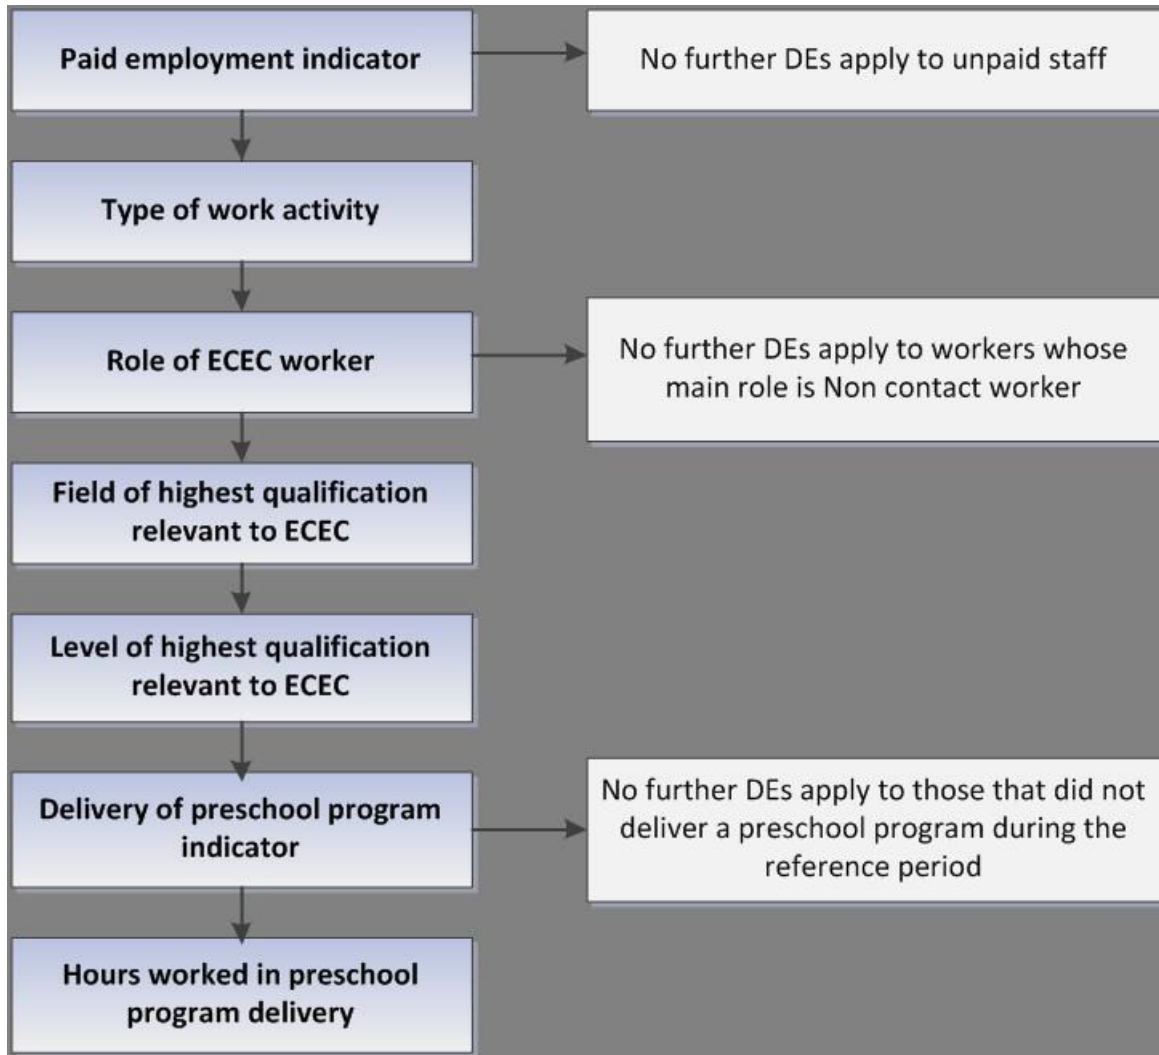 Paid employment indicator
No further DEs apply to unpaid staff
Type of work activity
Role of ECEC worker
No further DEs apply to workers whose
main role is Non contact worker
Field of highest qualification
relevant to ECEC
Level of highest qualification
relevant to ECEC
Delivery of preschool program
indicator
No further DEs apply to those that did not
deliver a preschool program during the
reference period
Hours worked in preschool
program delivery